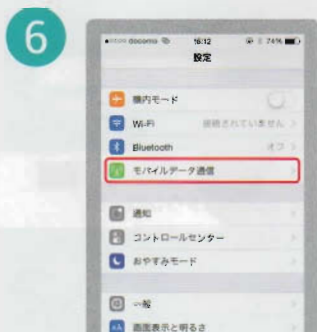 6
docomo 16:12 74%
設定
機内モード
Wi-Fi 接続されていません
Bluetooth オフ
モバイルデータ通信
通知
コントロールセンター
おやすみモード
一般
画面表示と明るさ